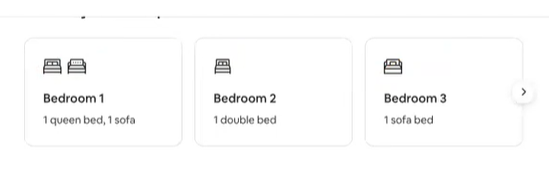 Bedroom 1
1 queen bed, 1 sofa
Bedroom 2
1 double bed
Bedroom 3
1 sofa bed